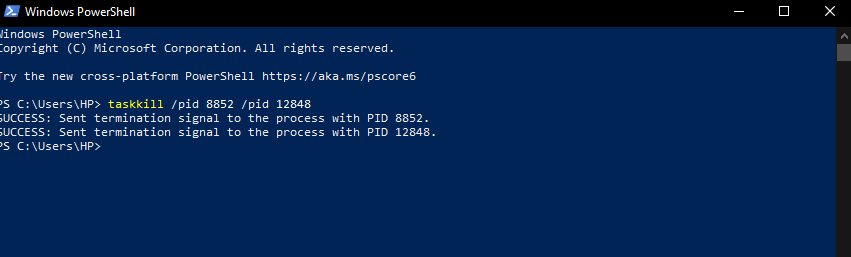 Windows PowerShell
Windows PowerShell
Copyright (C) Microsoft Corporation. All rights reserved.
Try the new cross-platform PowerShell https://aka.ms/pscore6
PS C:\Users\HP> taskkill /pid 8852 /pid 12848
SUCCESS: Sent termination signal to the process with PID 8852.
SUCCESS: Sent termination signal to the process with PID 12848.
PS C:\Users\HP>